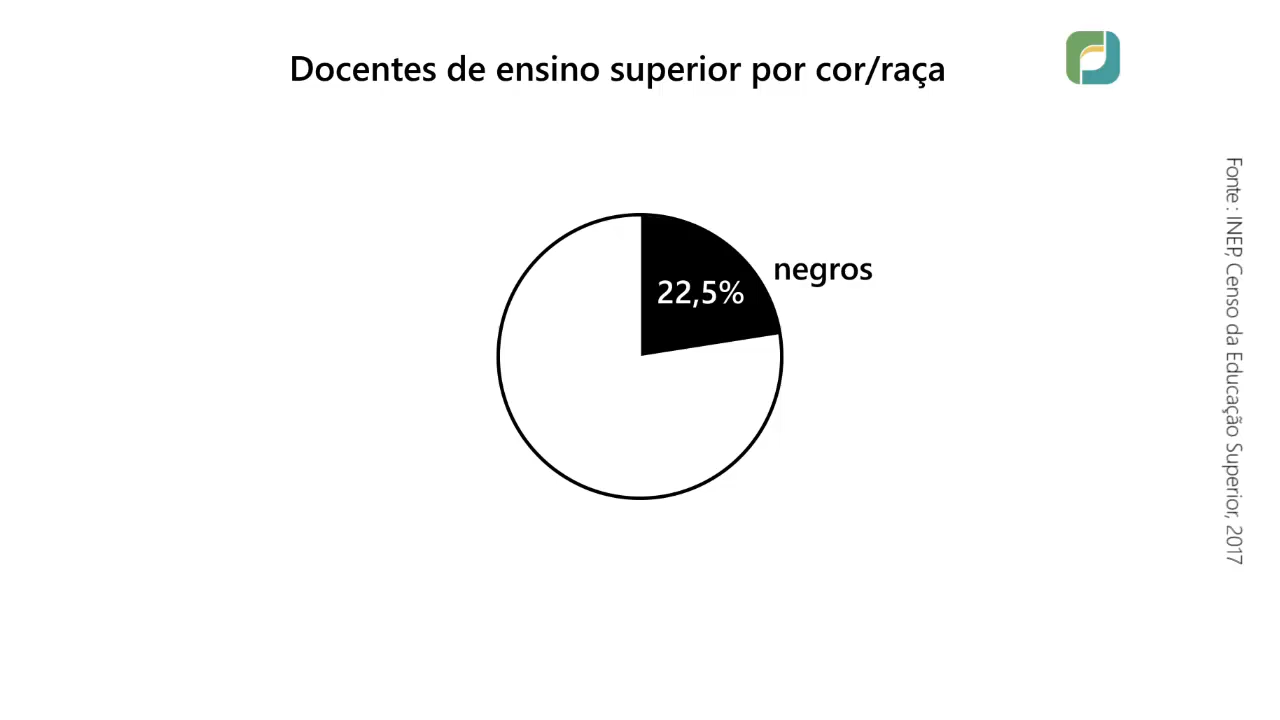 Docentes de ensino superior por cor/raça
negros
22,5%
Fonte : INEP, Censo da Educação Superior, 2017